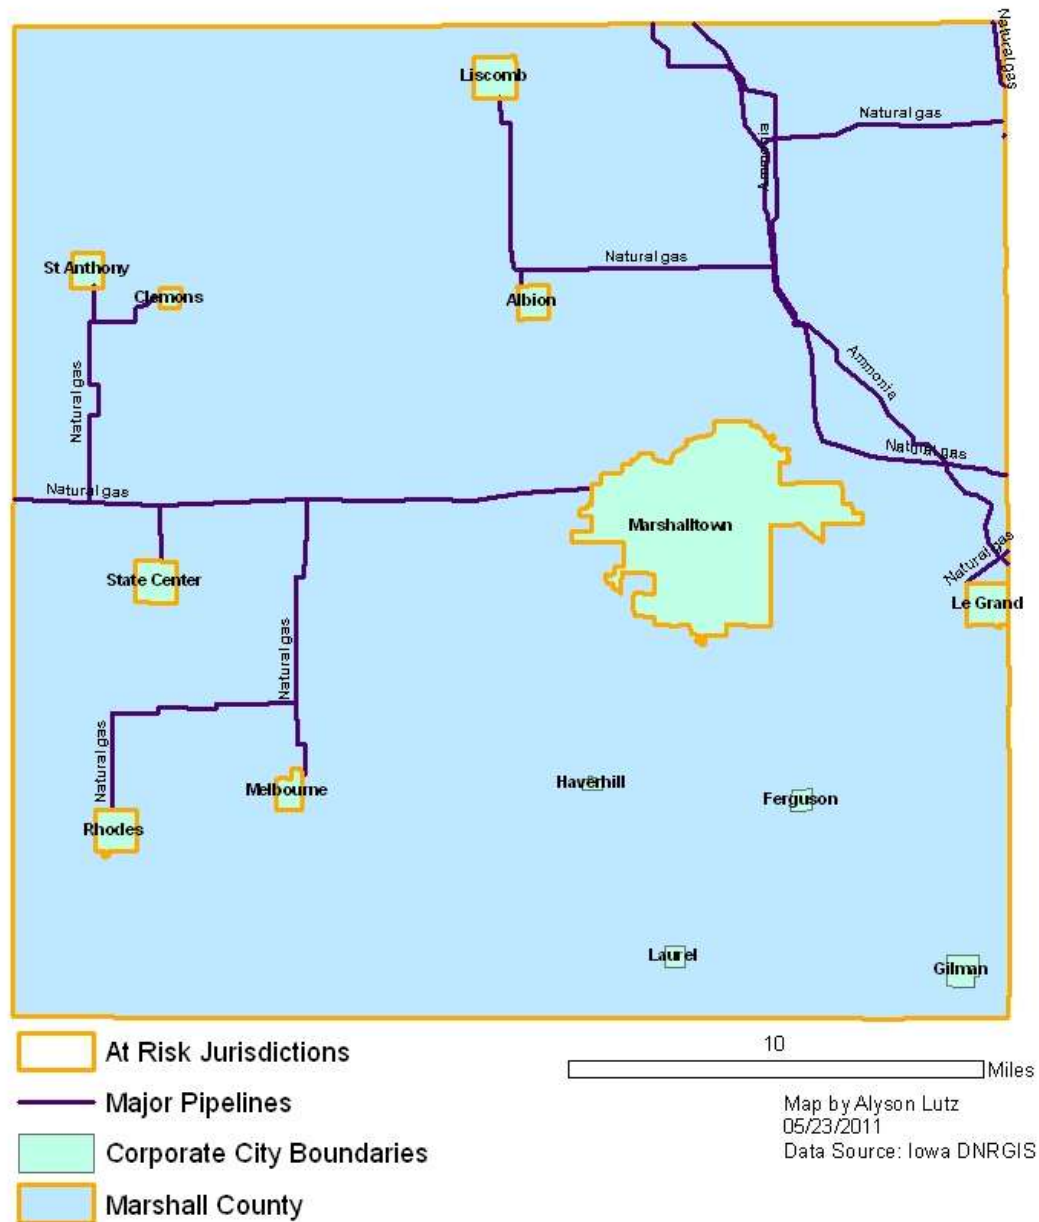 Natural gas
Liscomb
Natural gas
Ammonia
Natural gas
St Anthony
Clemons
Albion
Natural gas
Ammonia
Natural gas
Natural gas
Marshalltown
Natural gas
State Center
Le Grand
Natural gas
Natural gas
Melbourne
Haverhill
Ferguson
Rhodes
Laurel
Gilman
At Risk Jurisdictions
10
Miles
Major Pipelines
Map by Alyson Lutz
05/23/2011
Data Source: Iowa DNRGIS
Corporate City Boundaries
Marshall County